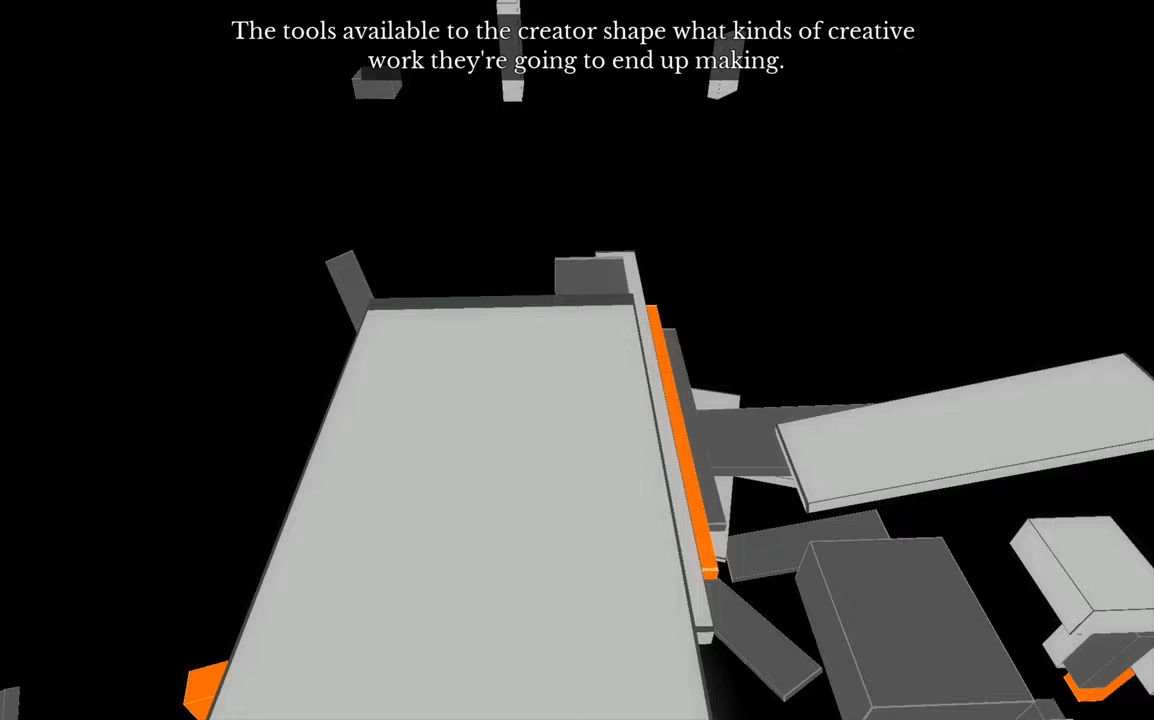 The tools available to the creator shape what kinds of creative
work they're going to end up making.